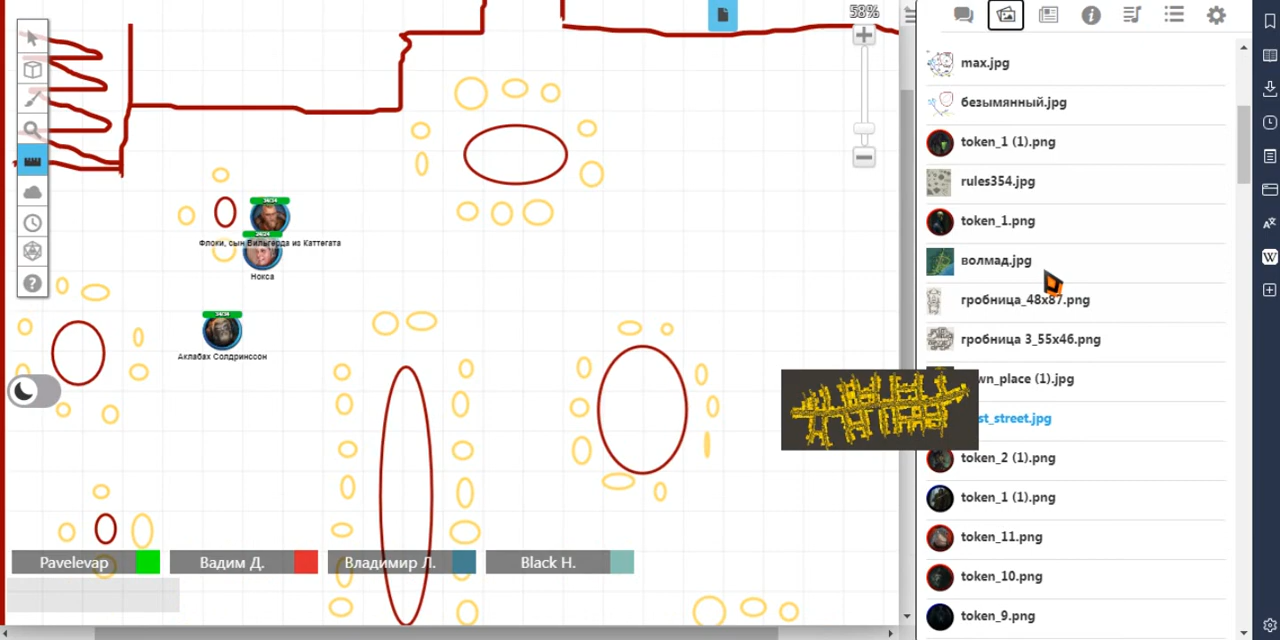 58%
max.jpg
безымянный.jpg
token_1 (1).png
rules354.jpg
token_1.png
волмад.jpg
гробница_48x87.png
гробница 3_55x46.png
wn_place (1).jpg
st_street.jpg
token_2 (1).png
token_1 (1).png
token_11.png
token_10.png
token_9.png
Флоки, сын Вильгерда из Каттегата
Нокса
Аклабах Солдринссон
Pavelevap
Вадим Д.
Владимир Л.
Black H.
W